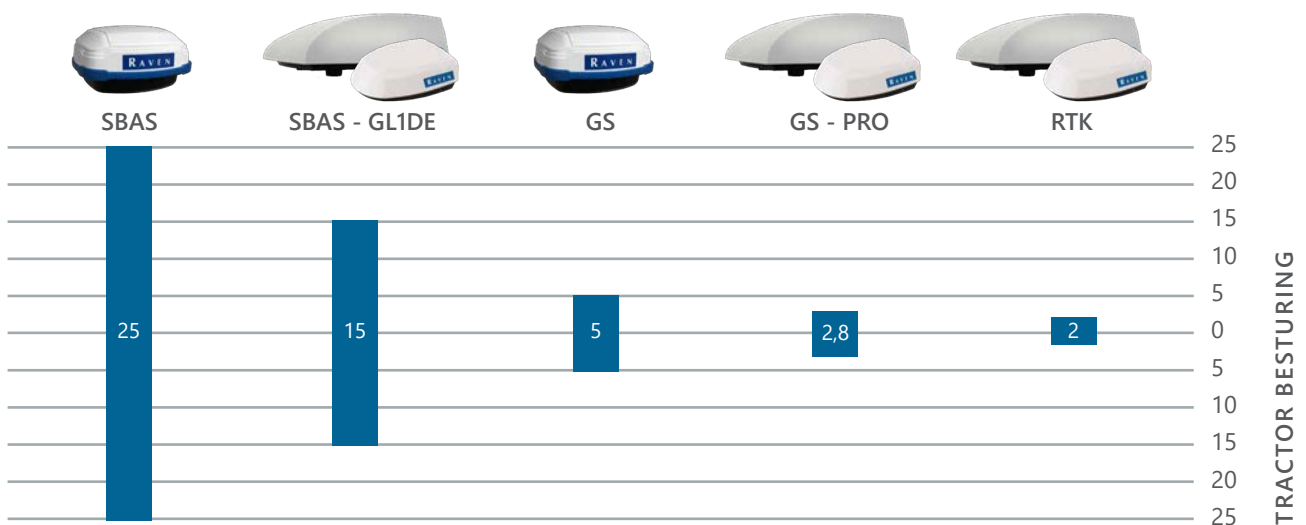 RAVEN
RAVEN
RAVEN
RAVEN
RAVEN
SBAS
SBAS - GL1DE
GS
GS - PRO
RTK
25
20
15
10
5
0
5
10
15
20
25
25
15
5
2,8
2
TRACTOR BESTURING